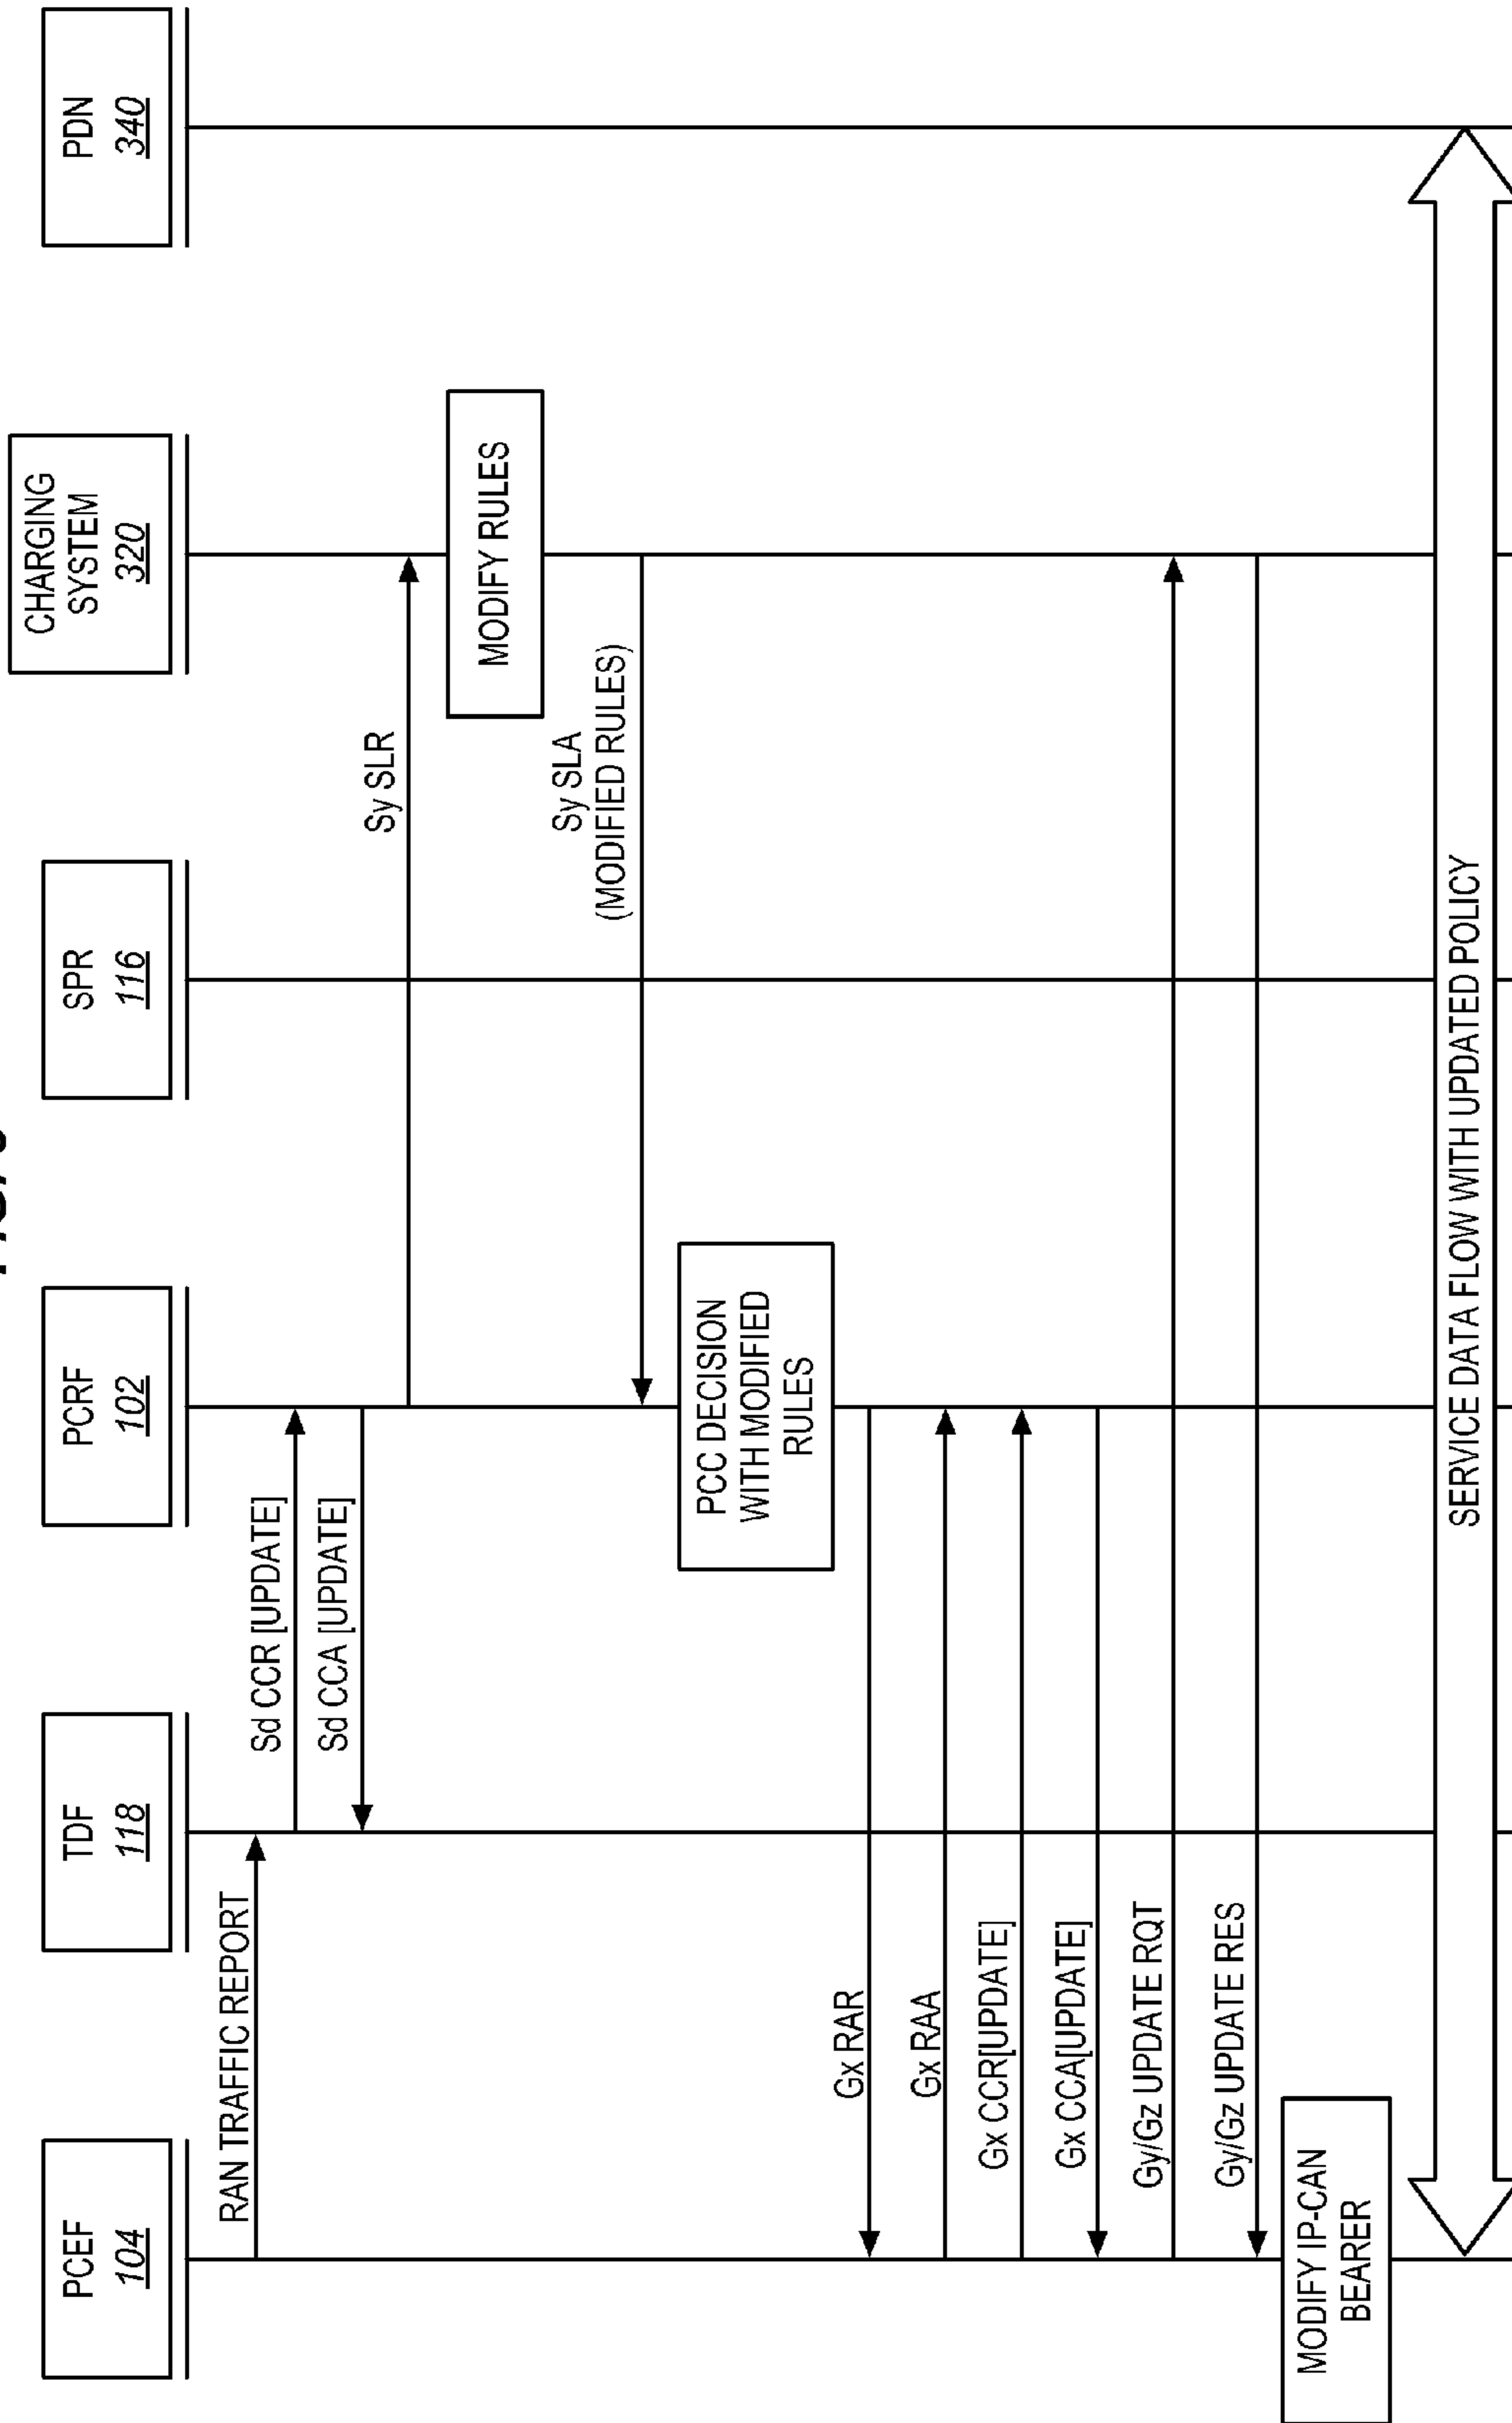 PCEF
104
TDF
118
PCRF
102
SPR
116
CHARGING
SYSTEM
320
PDN
340
RAN TRAFFIC REPORT
Sd CCR [UPDATE]
Sd CCA [UPDATE]
Sy SLR
MODIFY RULES
Sy SLA
(MODIFIED RULES)
PCC DECISION
WITH MODIFIED
RULES
Gx RAR
Gx RAA
Gx CCR[UPDATE]
Gx CCA[UPDATE]
Gy/Gz UPDATE RQT
Gy/Gz UPDATE RES
MODIFY IP-CAN
BEARER
SERVICE DATA FLOW WITH UPDATED POLICY